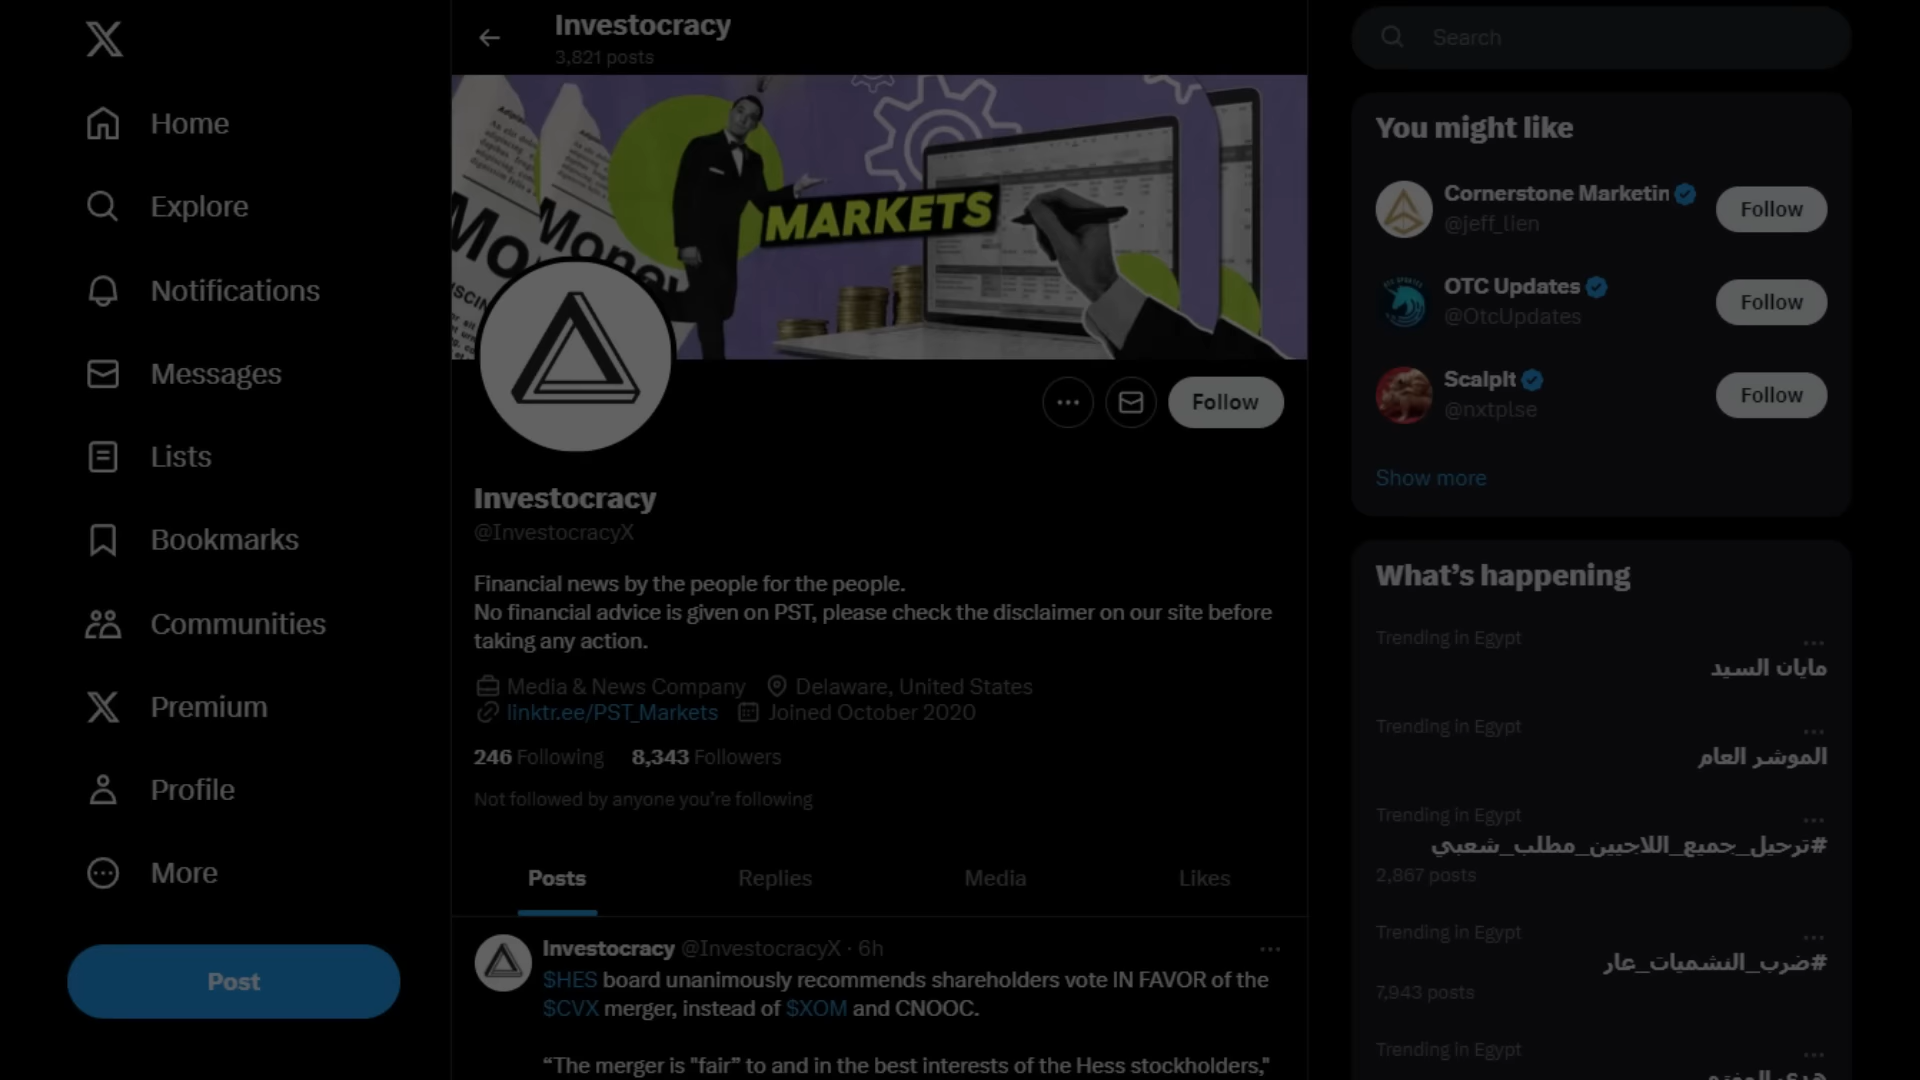 Home
Explore
Notifications
Messages
Lists
Bookmarks
Communities
Premium
Profile
More
Post
Investocracy
3,821 posts
Money
MARKETS
Follow
Investocracy
@InvestocracyX
Financial news by the people for the people.
No financial advice is given on PST, please check the disclaimer on our site before
taking any action.
Media & News Company Delaware, United States
linktr.ee/PST_Markets Joined October 2020
246 Following 8,343 Followers
Not followed by anyone you're following
Posts Replies Media Likes
Investocracy @InvestocracyX · 6h
$HES board unanimously recommends shareholders vote IN FAVOR of the
$CVX merger, instead of $XOM and CNOOC.
“The merger is "fair” to and in the best interests of the Hess stockholders,"
Search
You might like
Cornerstone Marketin
@jeff_lien
Follow
OTC Updates
@OtcUpdates
Follow
ScalpIt
@nxtplse
Follow
Show more
What’s happening
Trending in Egypt
مايان السيد
Trending in Egypt
الموشر العام
Trending in Egypt
#ترحيل_جميع_اللاجيين_مطلب_شعبي
2,867 posts
Trending in Egypt
#ضرب_النشميات_عار
7,943 posts
Trending in Egypt